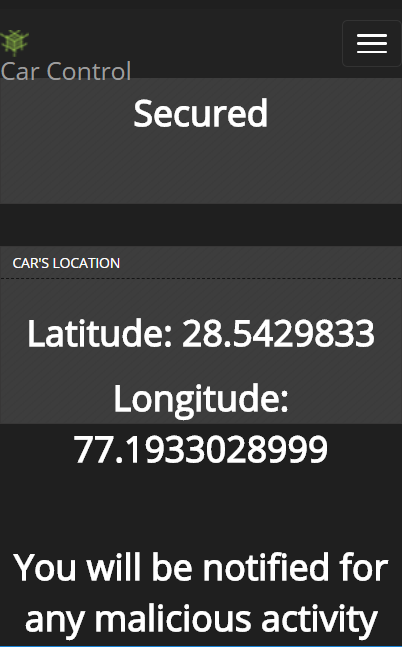 Car Control
Secured
CAR'S LOCATION
Latitude: 28.5429833
Longitude:
77.1933028999
You will be notified for
any malicious activity